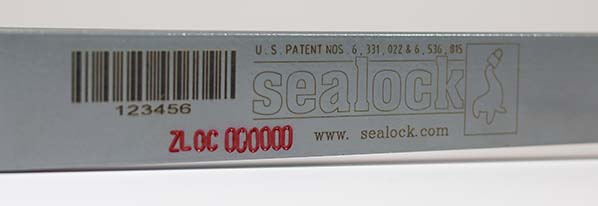 U.S. PATENT NOS. 6,331,022 & 6,536,815
sealock
www. sealock.com
123456
ZLOC 000000